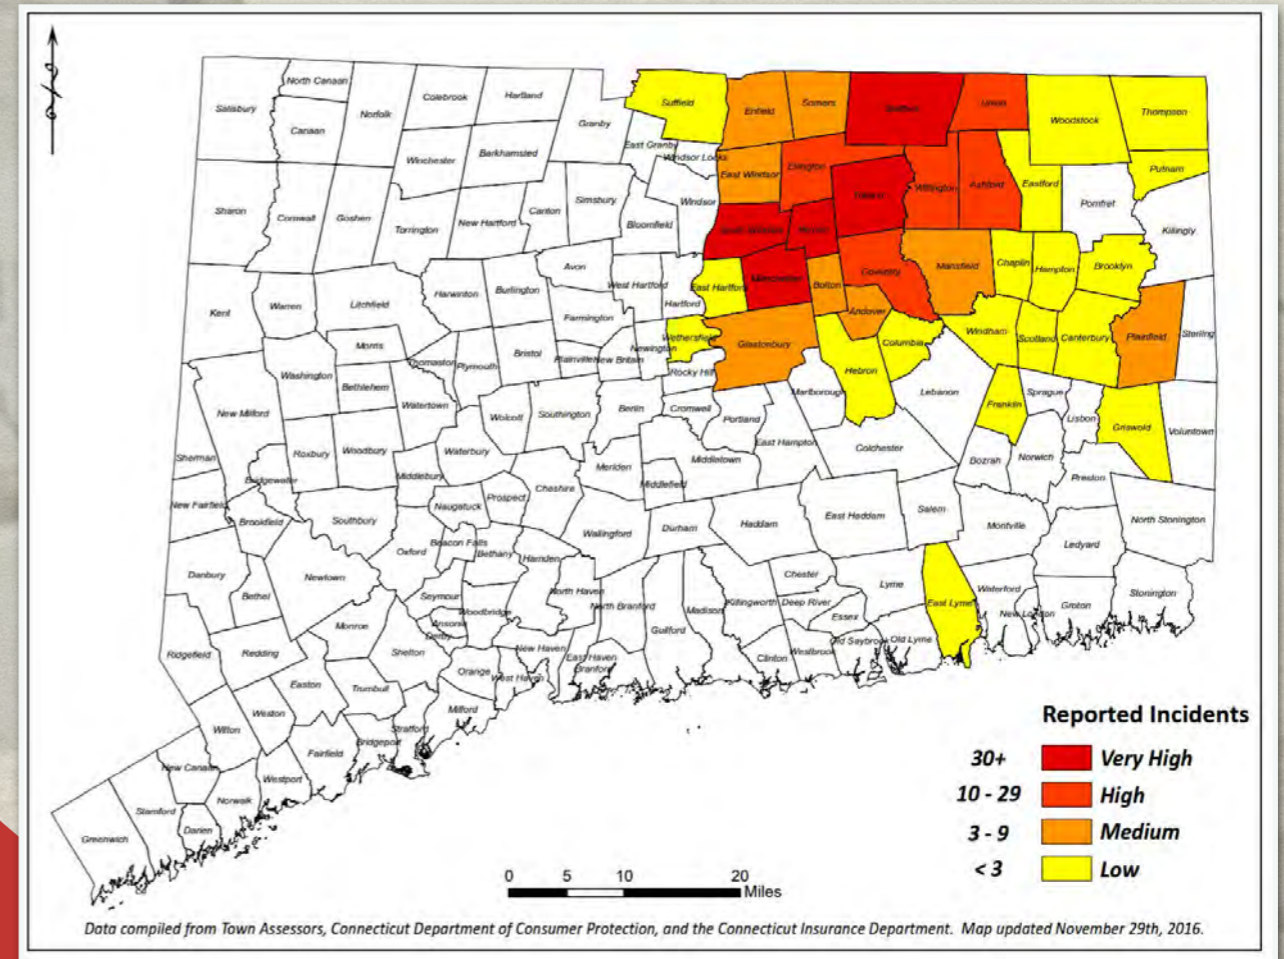 North Canaan
Salisbury
Canaan
Norfolk
Colebrook
Hartland
Granby
Suffield
Enfield
Somers
Union
Woodstock
Thompson
Winchester
Barkhamsted
East Granby
Windsor Locks
East Windsor
Ellington
Willington
Ashford
Eastford
Putnam
Pomfret
Sharon
Cornwall
Goshen
Torrington
New Hartford
Canton
Simsbury
Bloomfield
Windsor
Killingly
Kent
Warren
Litchfield
Harwinton
Burlington
Avon
West Hartford
Hartford
East Hartford
Manchester
Bolton
Coventry
Mansfield
Chaplin
Hampton
Brooklyn
Morris
Farmington
Andover
Washington
Bethlehem
Thomaston
Plymouth
Bristol
Plainville
New Britain
Newington
Wethersfield
Glastonbury
Hebron
Columbia
Windham
Scotland
Canterbury
Plainfield
Sterling
Rocky Hill
New Milford
Watertown
Wolcott
Southington
Berlin
Cromwell
Portland
Marlborough
Lebanon
Franklin
Sprague
Lisbon
Griswold
Voluntown
Sherman
Roxbury
Woodbury
Waterbury
Middletown
East Hampton
Colchester
Bozrah
Norwich
Bridgewater
Middlebury
Meriden
Middlefield
Preston
New Fairfield
Brookfield
Southbury
Naugatuck
Prospect
Cheshire
Wallingford
Durham
Haddam
East Haddam
Salem
Montville
North Stonington
Danbury
Newtown
Oxford
Beacon Falls
Bethany
Hamden
Ledyard
Bethel
Seymour
Woodbridge
North Haven
North Branford
Guilford
Madison
Killingworth
Chester
Deep River
Essex
Lyme
East Lyme
Waterford
New London
Groton
Stonington
Ridgefield
Redding
Monroe
Ansonia
Derby
Shelton
Orange
West Haven
New Haven
East Haven
Branford
Clinton
Westbrook
Old Saybrook
Old Lyme
Easton
Trumbull
Milford
Wilton
Weston
Fairfield
Bridgeport
Stratford
New Canaan
Westport
Norwalk
Stamford
Darien
Greenwich
Reported Incidents
30+ Very High
10 - 29 High
3 - 9 Medium
< 3 Low
0 5 10 20
Miles
Data compiled from Town Assessors, Connecticut Department of Consumer Protection, and the Connecticut Insurance Department. Map updated November 29th, 2016.